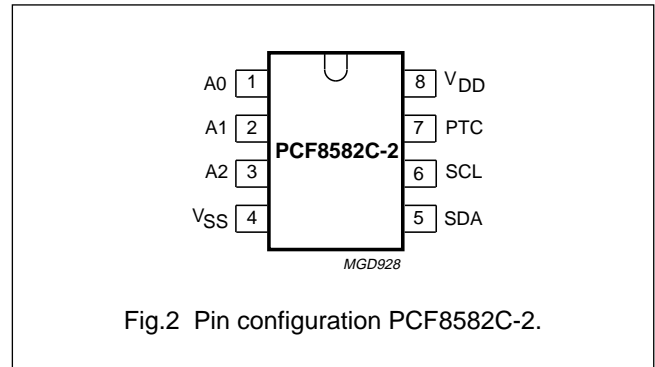 A0 1 8 VDD
A1 2 7 PTC
PCF8582C-2
A2 3 6 SCL
VSS 4 5 SDA
MGD928
Fig.2 Pin configuration PCF8582C-2.